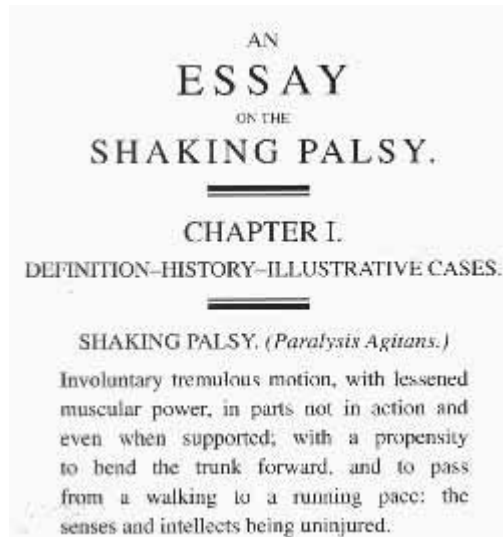 AN
ESSAY
ON THE
SHAKING PALSY.
CHAPTER I.
DEFINITION–HISTORY–ILLUSTRATIVE CASES.
SHAKING PALSY. (Paralysis Agitans.)
Involuntary tremulous motion, with lessened
muscular power, in parts not in action and
even when supported; with a propensity
to bend the trunk forward, and to pass
from a walking to a running pace: the
senses and intellects being uninjured.